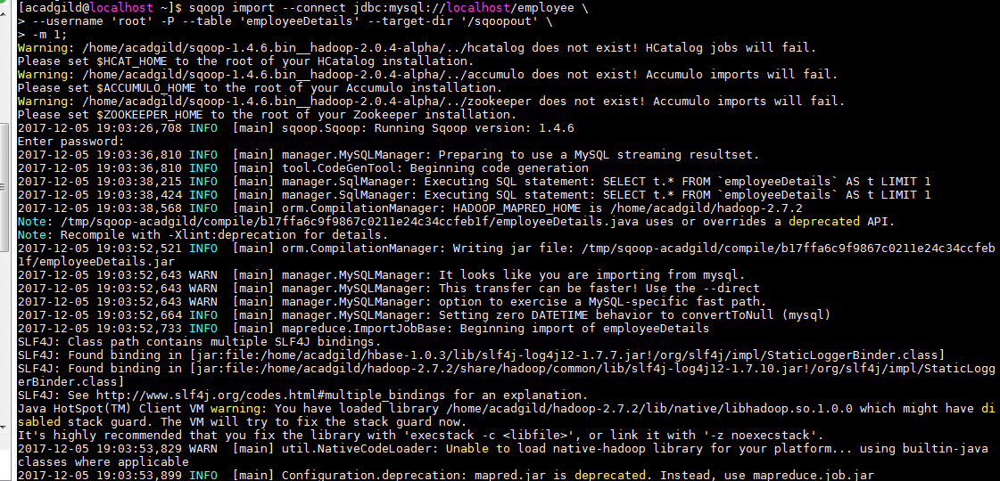 [acadgild@localhost ~]$ sqoop import --connect jdbc:mysql://localhost/employee \
> --username 'root' -P --table 'employeeDetails' --target-dir '/sqoopout' \
> -m 1;
Warning: /home/acadgild/sqoop-1.4.6.bin__hadoop-2.0.4-alpha/../hcatalog does not exist! HCatalog jobs will fail.
Please set $HCAT_HOME to the root of your HCatalog installation.
Warning: /home/acadgild/sqoop-1.4.6.bin__hadoop-2.0.4-alpha/../accumulo does not exist! Accumulo imports will fail.
Please set $ACCUMULO_HOME to the root of your Accumulo installation.
Warning: /home/acadgild/sqoop-1.4.6.bin__hadoop-2.0.4-alpha/../zookeeper does not exist! Accumulo imports will fail.
Please set $ZOOKEEPER_HOME to the root of your Zookeeper installation.
2017-12-05 19:03:26,708 INFO  [main] sqoop.Sqoop: Running Sqoop version: 1.4.6
Enter password:
2017-12-05 19:03:36,810 INFO  [main] manager.MySQLManager: Preparing to use a MySQL streaming resultset.
2017-12-05 19:03:36,810 INFO  [main] tool.CodeGenTool: Beginning code generation
2017-12-05 19:03:38,215 INFO  [main] manager.SqlManager: Executing SQL statement: SELECT t.* FROM `employeeDetails` AS t LIMIT 1
2017-12-05 19:03:38,424 INFO  [main] manager.SqlManager: Executing SQL statement: SELECT t.* FROM `employeeDetails` AS t LIMIT 1
2017-12-05 19:03:38,568 INFO  [main] orm.CompilationManager: HADOOP_MAPRED_HOME is /home/acadgild/hadoop-2.7.2
Note: /tmp/sqoop-acadgild/compile/b17ffa6c9f9867c0211e24c34ccfeb1f/employeeDetails.java uses or overrides a deprecated API.
Note: Recompile with -Xlint:deprecation for details.
2017-12-05 19:03:52,521 INFO  [main] orm.CompilationManager: Writing jar file: /tmp/sqoop-acadgild/compile/b17ffa6c9f9867c0211e24c34ccfeb
1f/employeeDetails.jar
2017-12-05 19:03:52,643 WARN  [main] manager.MySQLManager: It looks like you are importing from mysql.
2017-12-05 19:03:52,643 WARN  [main] manager.MySQLManager: This transfer can be faster! Use the --direct
2017-12-05 19:03:52,643 WARN  [main] manager.MySQLManager: option to exercise a MySQL-specific fast path.
2017-12-05 19:03:52,664 INFO  [main] manager.MySQLManager: Setting zero DATETIME behavior to convertToNull (mysql)
2017-12-05 19:03:52,733 INFO  [main] mapreduce.ImportJobBase: Beginning import of employeeDetails
SLF4J: Class path contains multiple SLF4J bindings.
SLF4J: Found binding in [jar:file:/home/acadgild/hbase-1.0.3/lib/slf4j-log4j12-1.7.7.jar!/org/slf4j/impl/StaticLoggerBinder.class]
SLF4J: Found binding in [jar:file:/home/acadgild/hadoop-2.7.2/share/hadoop/common/lib/slf4j-log4j12-1.7.10.jar!/org/slf4j/impl/StaticLogg
erBinder.class]
SLF4J: See http://www.slf4j.org/codes.html#multiple_bindings for an explanation.
Java HotSpot(TM) Client VM warning: You have loaded library /home/acadgild/hadoop-2.7.2/lib/native/libhadoop.so.1.0.0 which might have di
sabled stack guard. The VM will try to fix the stack guard now.
It's highly recommended that you fix the library with 'execstack -c <libfile>', or link it with '-z noexecstack'.
2017-12-05 19:03:53,829 WARN  [main] util.NativeCodeLoader: Unable to load native-hadoop library for your platform... using builtin-java
classes where applicable
2017-12-05 19:03:53,899 INFO  [main] Configuration.deprecation: mapred.jar is deprecated. Instead, use mapreduce.job.jar